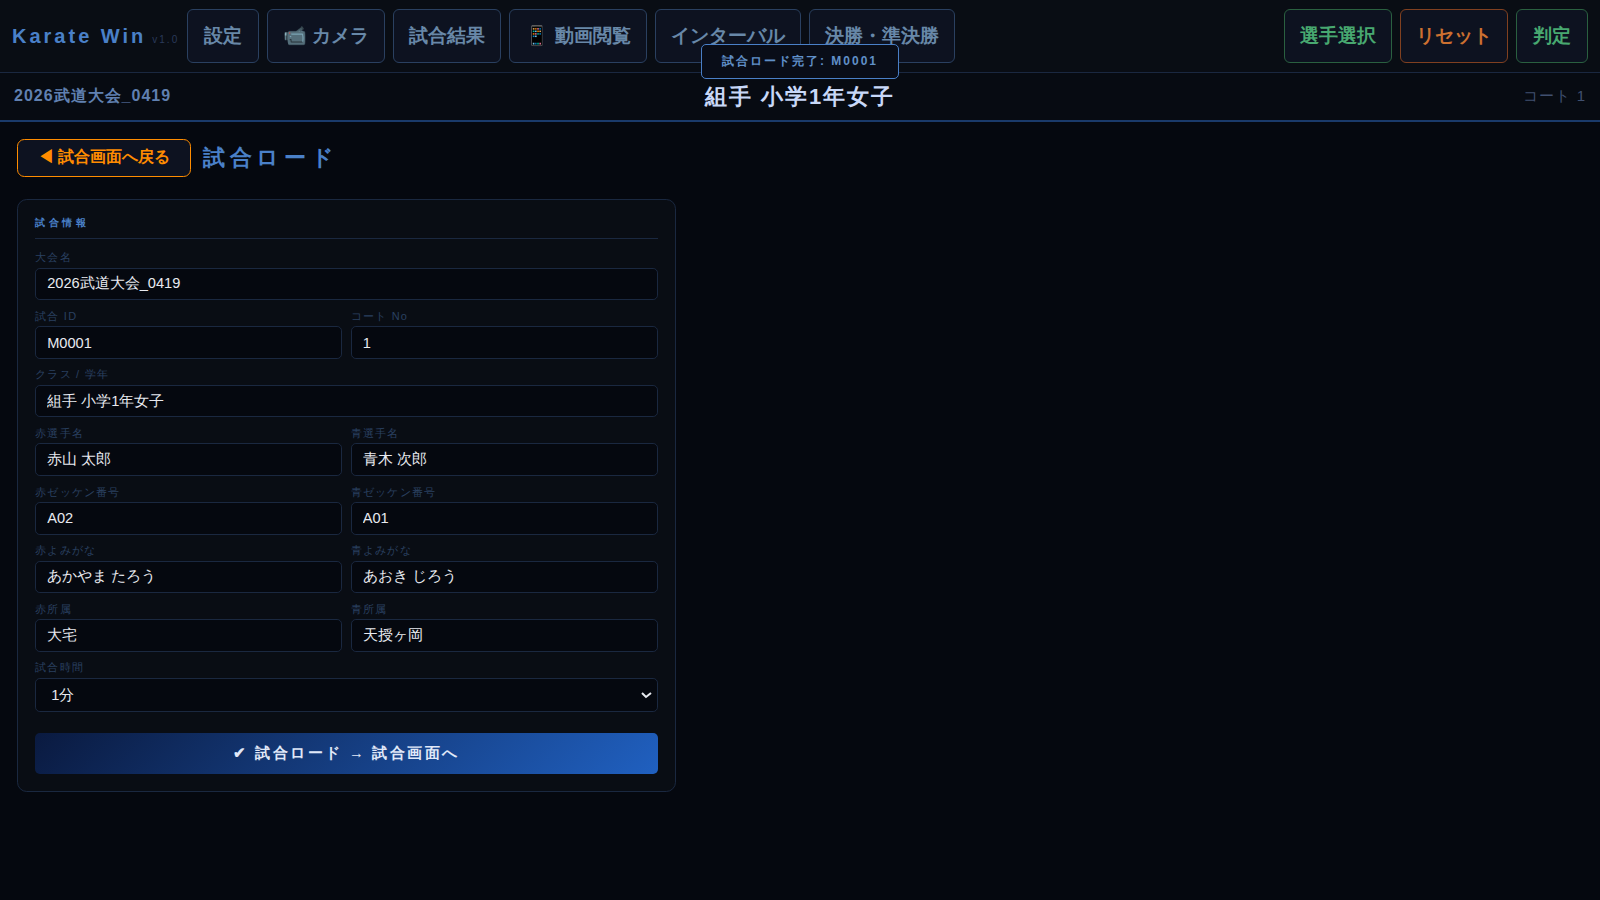 Karate Win v1.0
設定
📹 カメラ
試合結果
📱 動画閲覧
インターバル
決勝・準決勝
選手選択
リセット
判定
試合ロード完了: M0001
2026武道大会_0419
組手 小学1年女子
コート 1
◀ 試合画面へ戻る
試合ロード
試合情報
大会名
2026武道大会_0419
試合 ID
コート No
M0001
1
クラス / 学年
組手 小学1年女子
赤選手名
青選手名
赤山 太郎
青木 次郎
赤ゼッケン番号
青ゼッケン番号
A02
A01
赤よみがな
青よみがな
あかやま たろう
あおき じろう
赤所属
青所属
大宅
天授ヶ岡
試合時間
1分
✔ 試合ロード → 試合画面へ